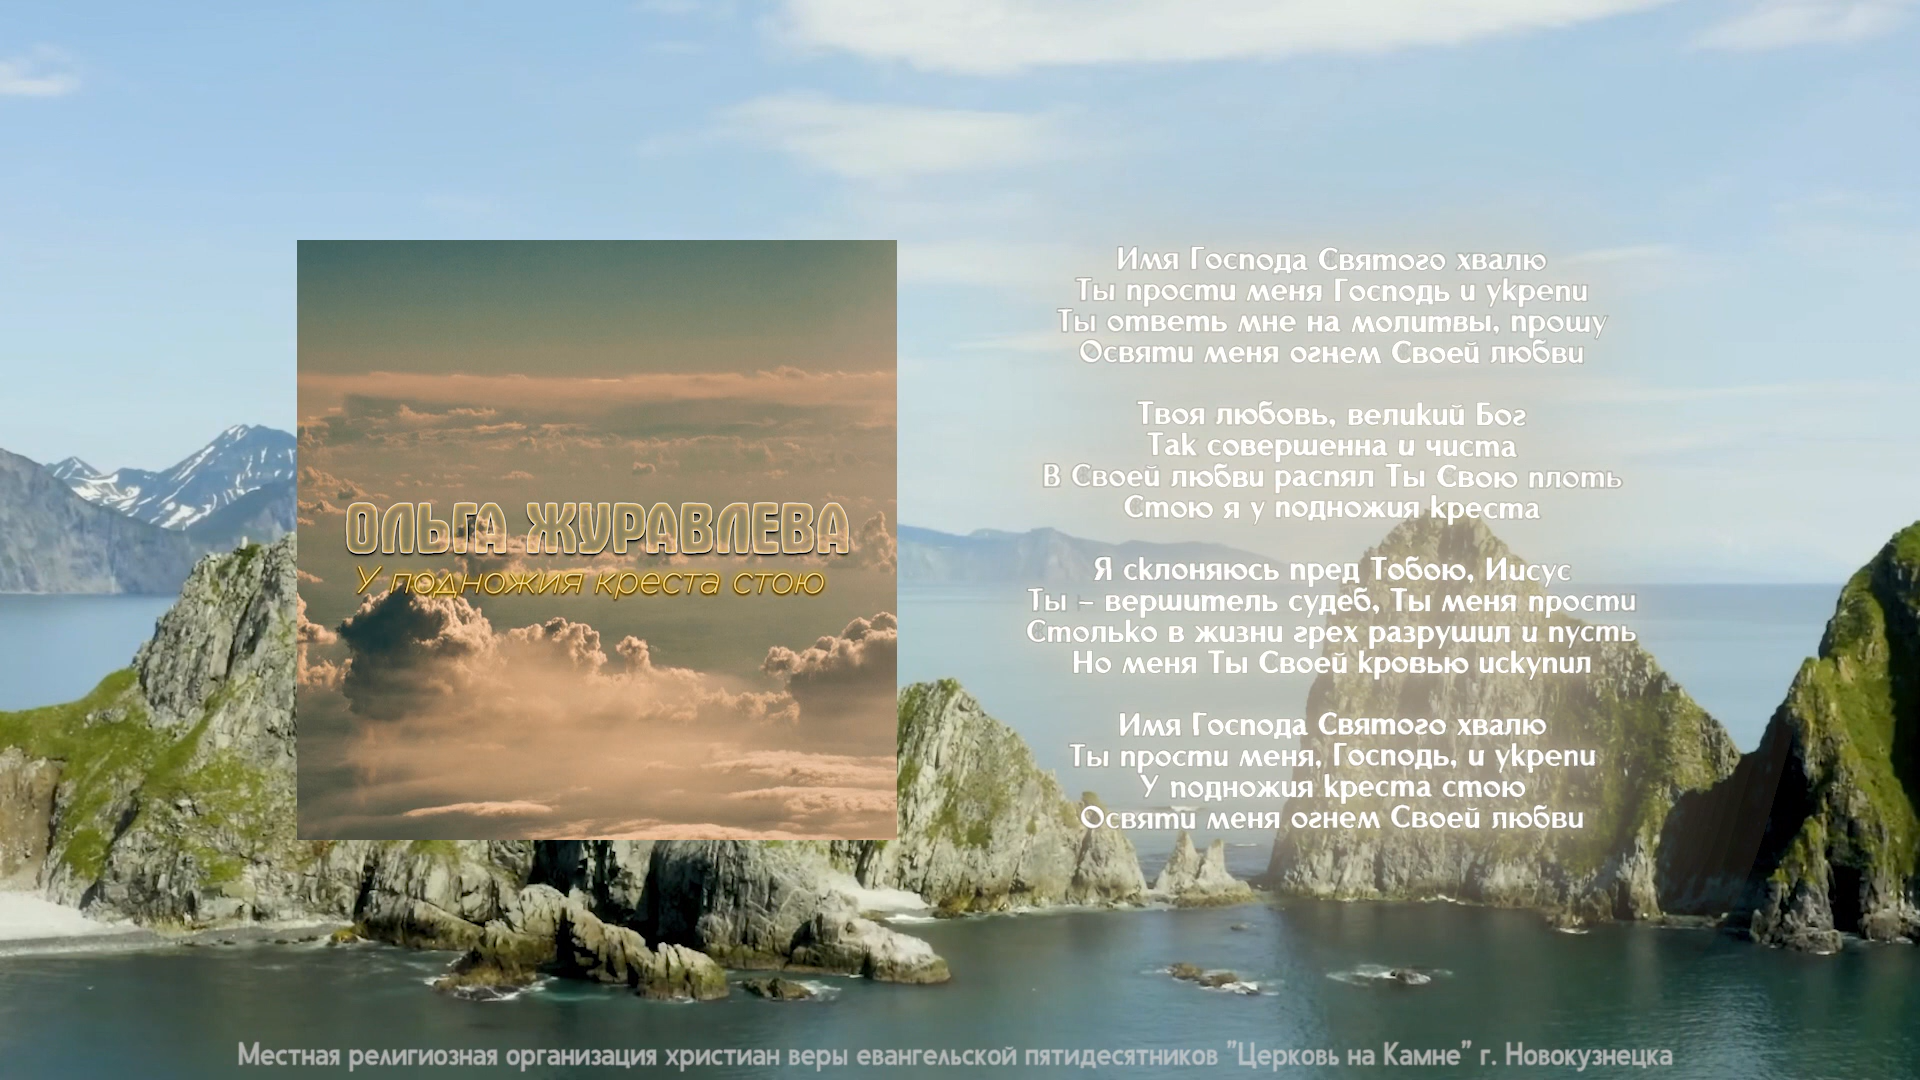 ОЛЬГА ЖУРАВЛЕВА
У подножия креста стою
Имя Господа Святого хвалю
Ты прости меня Господь и укрепи
Ты ответь мне на молитвы, прошу
Освяти меня огнем Своей любви
Твоя любовь, великий Бог
Так совершенна и чиста
В Своей любви распял Ты Свою плоть
Стою я у подножия креста
Я склоняюсь пред Тобою, Иисус
Ты – вершитель судеб, Ты меня прости
Столько в жизни грех разрушил и пусть
Но меня Ты Своей кровью искупил
Имя Господа Святого хвалю
Ты прости меня, Господь, и укрепи
У подножия креста стою
Освяти меня огнем Своей любви
Местная религиозная организация христиан веры евангельской пятидесятников "Церковь на Камне" г. Новокузнецка